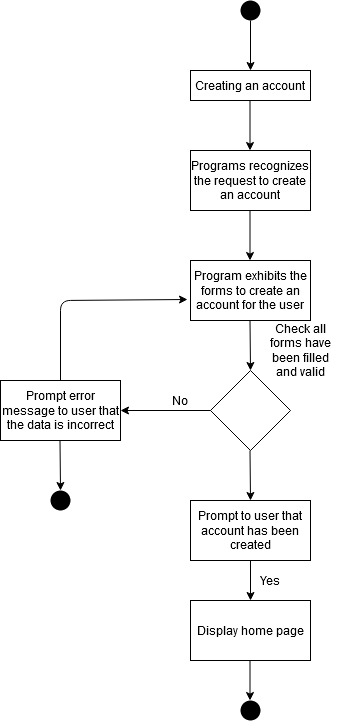 Creating an account
Programs recognizes
the request to create
an account
Program exhibits the
forms to create an
account for the user
Check all
forms have
been filled
and valid
No
Prompt error
message to user that
the data is incorrect
Prompt to user that
account has been
created
Yes
Display home page